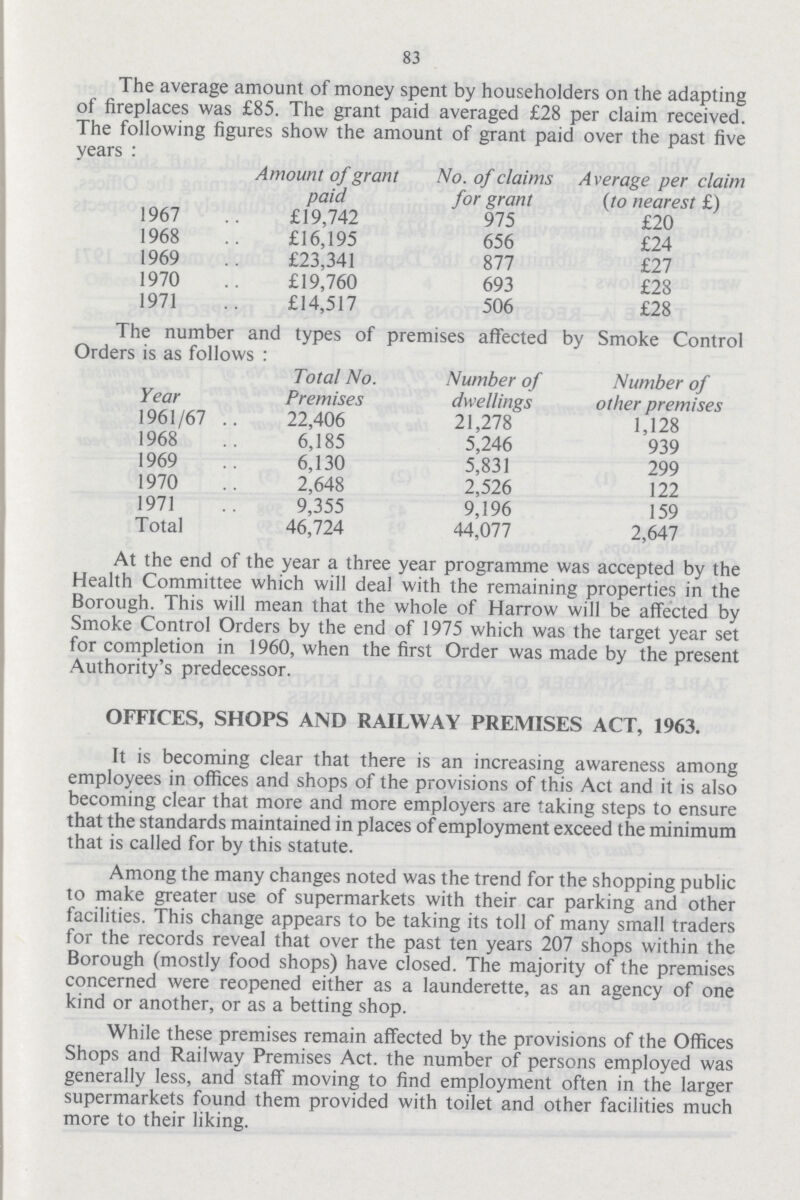 83
The average amount of money spent by householders on the adapting
of fireplaces was £85. The grant paid averaged £28 per claim received.
The following figures show the amount of grant paid over the past five
years :
Amount of grant No. of claims Average per claim
paid for grant (to nearest £)
1967 .. £19,742 975 £20
1968 .. £16,195 656 £24
1969 .. £23,341 877 £27
1970 .. £19,760 693 £28
1971 .. £14,517 506 £28
The number and types of premises affected by Smoke Control
Orders is as follows :
Total No. Number of Number of
Year Premises dwellings other premises
1961/67 .. 22,406 21,278 1,128
1968 .. 6,185 5,246 939
1969 .. 6,130 5,831 299
1970 .. 2,648 2,526 122
1971 .. 9,355 9,196 159
Total 46,724 44,077 2,647
At the end of the year a three year programme was accepted by the
Health Committee which will deal with the remaining properties in the
Borough. This will mean that the whole of Harrow will be affected by
Smoke Control Orders by the end of 1975 which was the target year set
for completion in 1960, when the first Order was made by the present
Authority's predecessor.
OFFICES, SHOPS AND RAILWAY PREMISES ACT, 1963.
It is becoming clear that there is an increasing awareness among
employees in offices and shops of the provisions of this Act and it is also
becoming clear that more and more employers are taking steps to ensure
that the standards maintained in places of employment exceed the minimum
that is called for by this statute.
Among the many changes noted was the trend for the shopping public
to make greater use of supermarkets with their car parking and other
facilities. This change appears to be taking its toll of many small traders
for the records reveal that over the past ten years 207 shops within the
Borough (mostly food shops) have closed. The majority of the premises
concerned were reopened either as a launderette, as an agency of one
kind or another, or as a betting shop.
While these premises remain affected by the provisions of the Offices
Shops and Railway Premises Act. the number of persons employed was
generally less, and staff moving to find employment often in the larger
supermarkets found them provided with toilet and other facilities much
more to their liking.